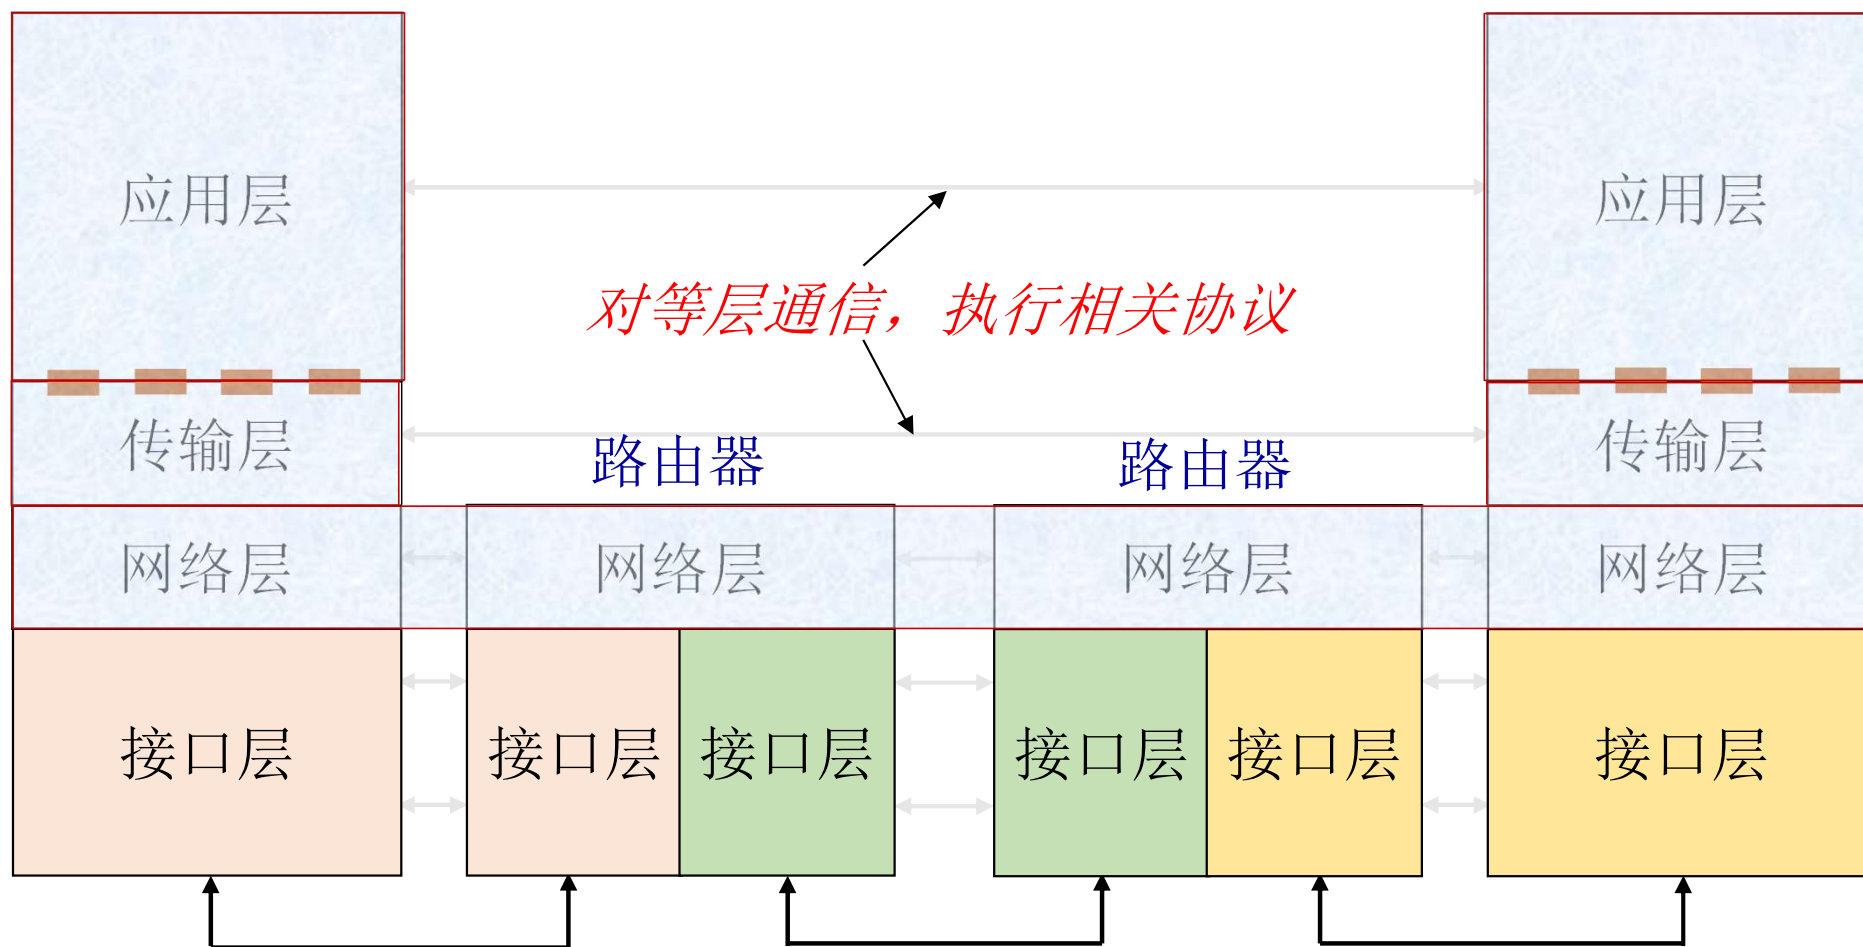 应用层
应用层
对等层通信，执行相关协议
传输层
路由器
路由器
传输层
网络层
网络层
网络层
网络层
接口层
接口层
接口层
接口层
接口层
接口层